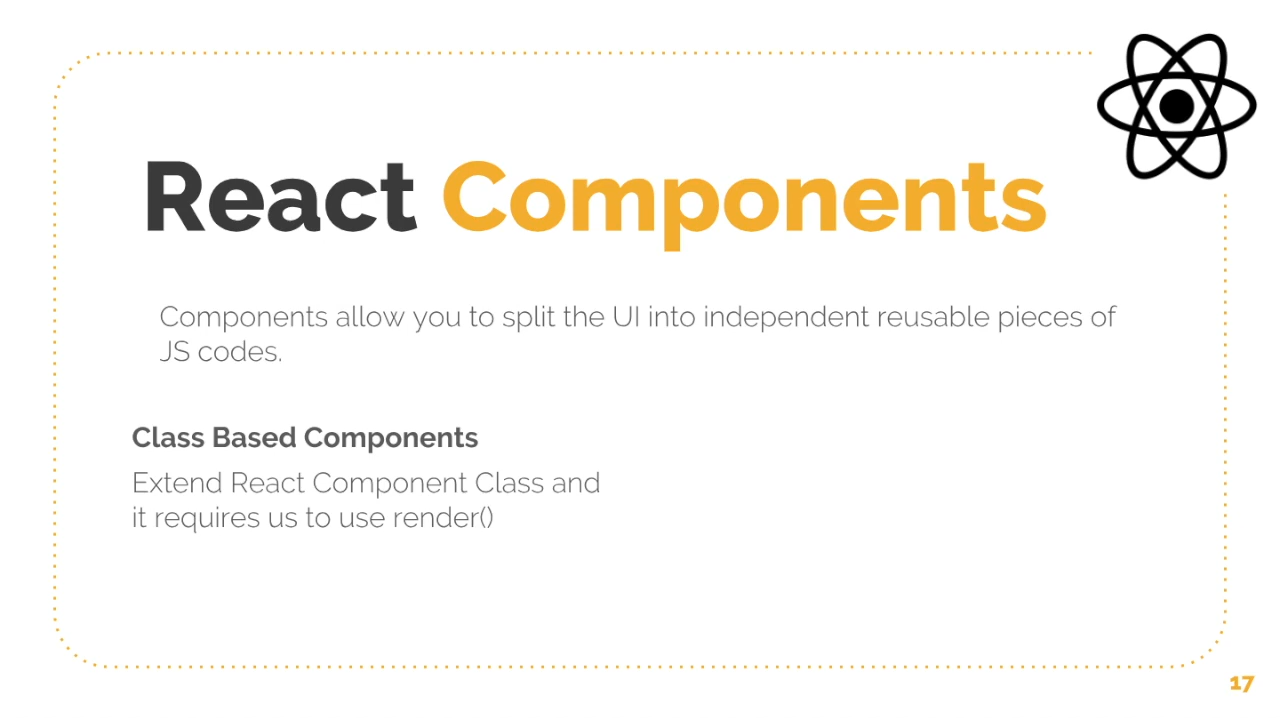 React Components
Components allow you to split the UI into independent reusable pieces of
JS codes.
Class Based Components
Extend React Component Class and
it requires us to use render()
17